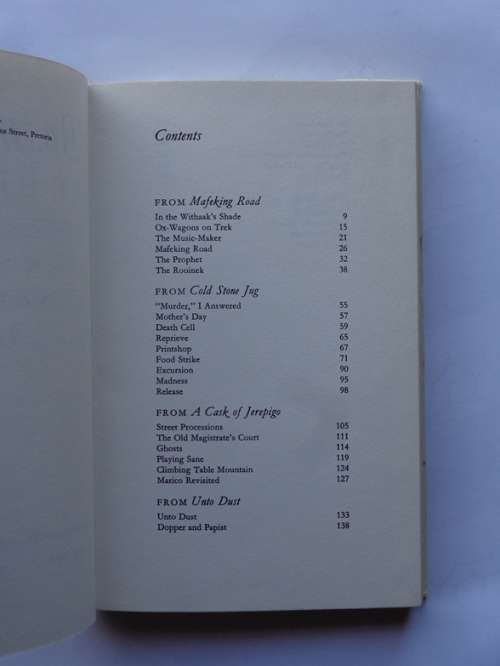 Street, Pretoria
Contents
FROM Mafeking Road
In the Withaak's Shade 9
Ox-Wagons on Trek 15
The Music-Maker 21
Mafeking Road 26
The Prophet 32
The Rooinek 38
FROM Cold Stone Jug
"Murder," I Answered 55
Mother's Day 57
Death Cell 59
Reprieve 65
Printshop 67
Food Strike 71
Excursion 90
Madness 95
Release 98
FROM A Cask of Jerepigo
Street Processions 105
The Old Magistrate's Court 111
Ghosts 114
Playing Sane 119
Climbing Table Mountain 124
Marico Revisited 127
FROM Unto Dust
Unto Dust 133
Dopper and Papist 138